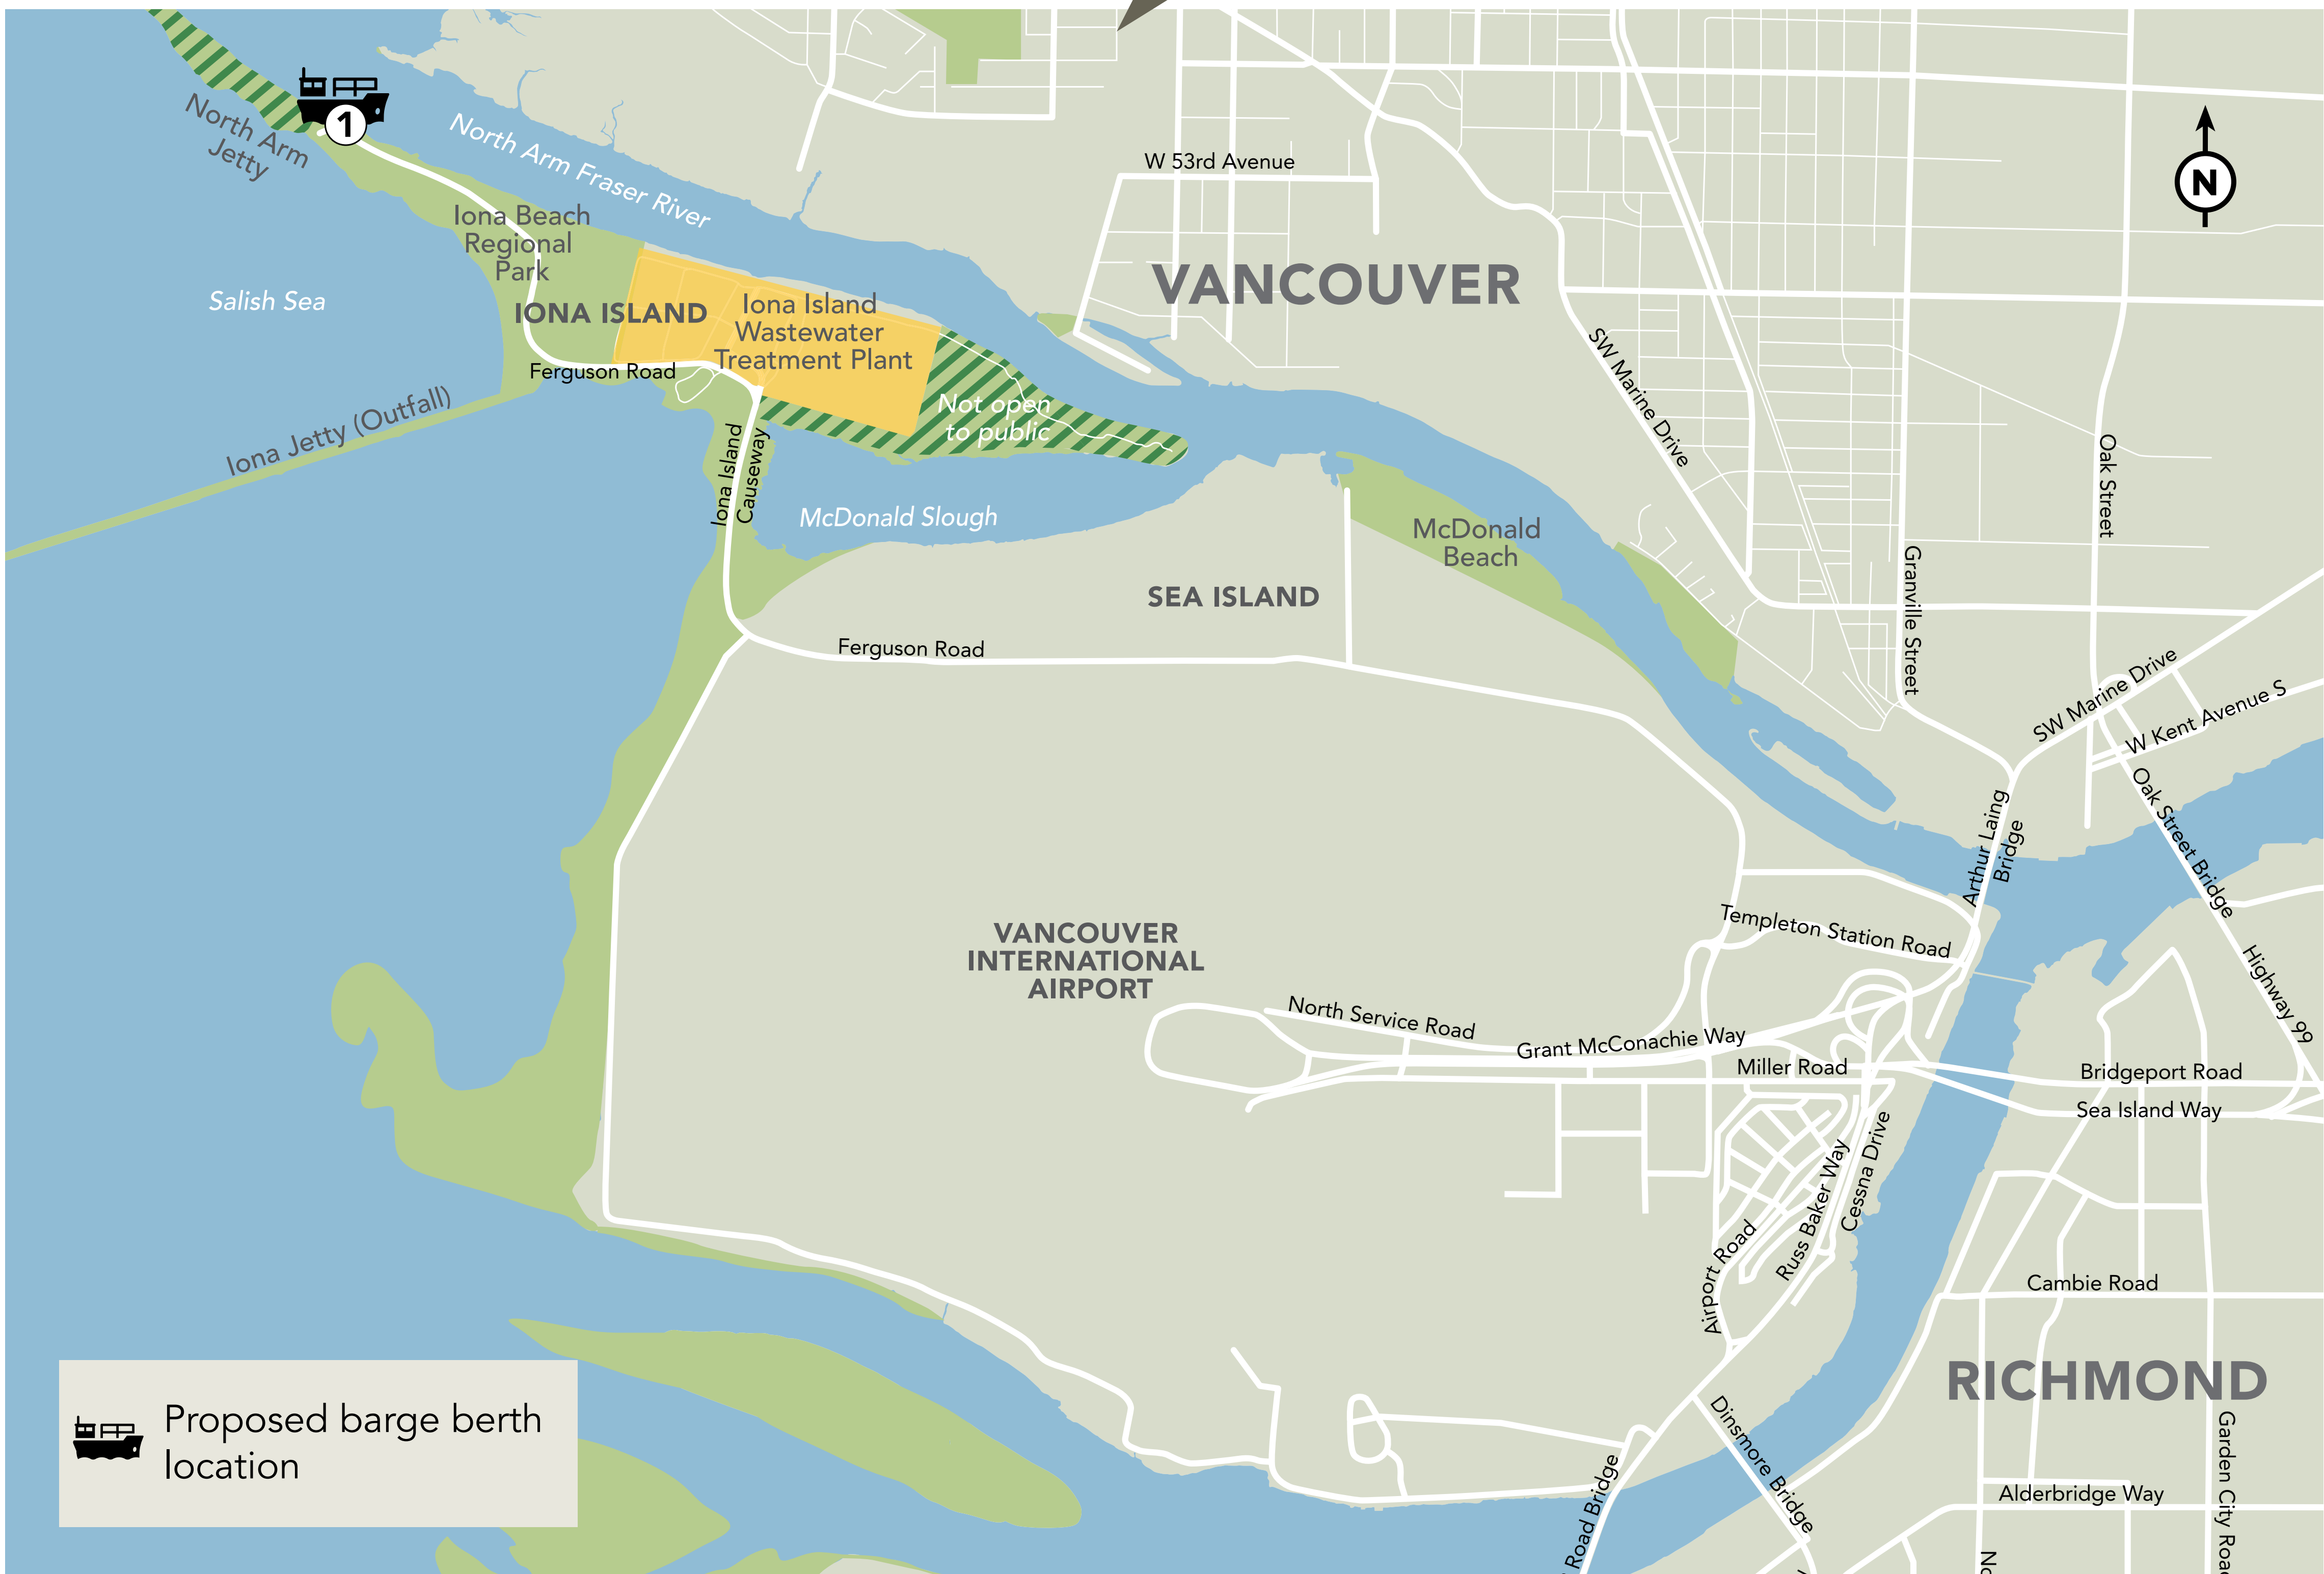 1
North Arm
Jetty
North Arm Fraser River
W 53rd Avenue
N
Iona Beach
Regional
Park
VANCOUVER
Salish Sea
IONA ISLAND
Iona Island
Wastewater
Treatment Plant
Ferguson Road
SW Marine Drive
Iona Jetty (Outfall)
Not open
to public
Iona Island
Causeway
Oak Street
McDonald Slough
McDonald
Beach
SEA ISLAND
Granville Street
Ferguson Road
SW Marine Drive
W Kent Avenue S
Arthur Laing
Bridge
Oak Street Bridge
Templeton Station Road
VANCOUVER
INTERNATIONAL
AIRPORT
Highway 99
North Service Road
Grant McConachie Way
Miller Road
Bridgeport Road
Sea Island Way
Russ Baker Way
Cessna Drive
Airport Road
Cambie Road
RICHMOND
Proposed barge berth
location
Dinsmore Bridge
Road Bridge
Alderbridge Way
Garden City Roa